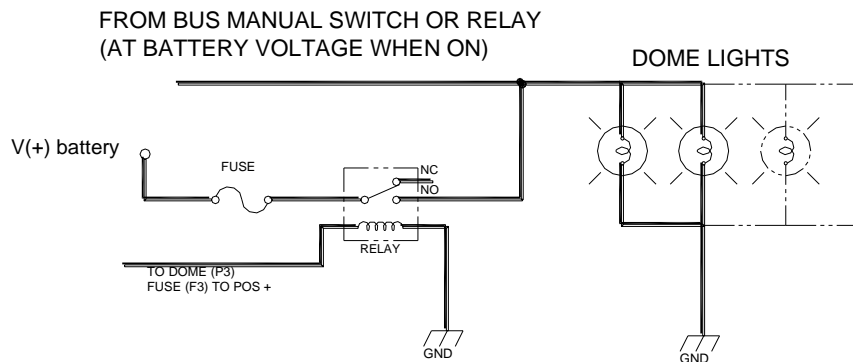 FROM BUS MANUAL SWITCH OR RELAY
(AT BATTERY VOLTAGE WHEN ON)
DOME LIGHTS
V(+) battery
FUSE
NC
NO
RELAY
TO DOME (P3)
FUSE (F3) TO POS +
GND
GND